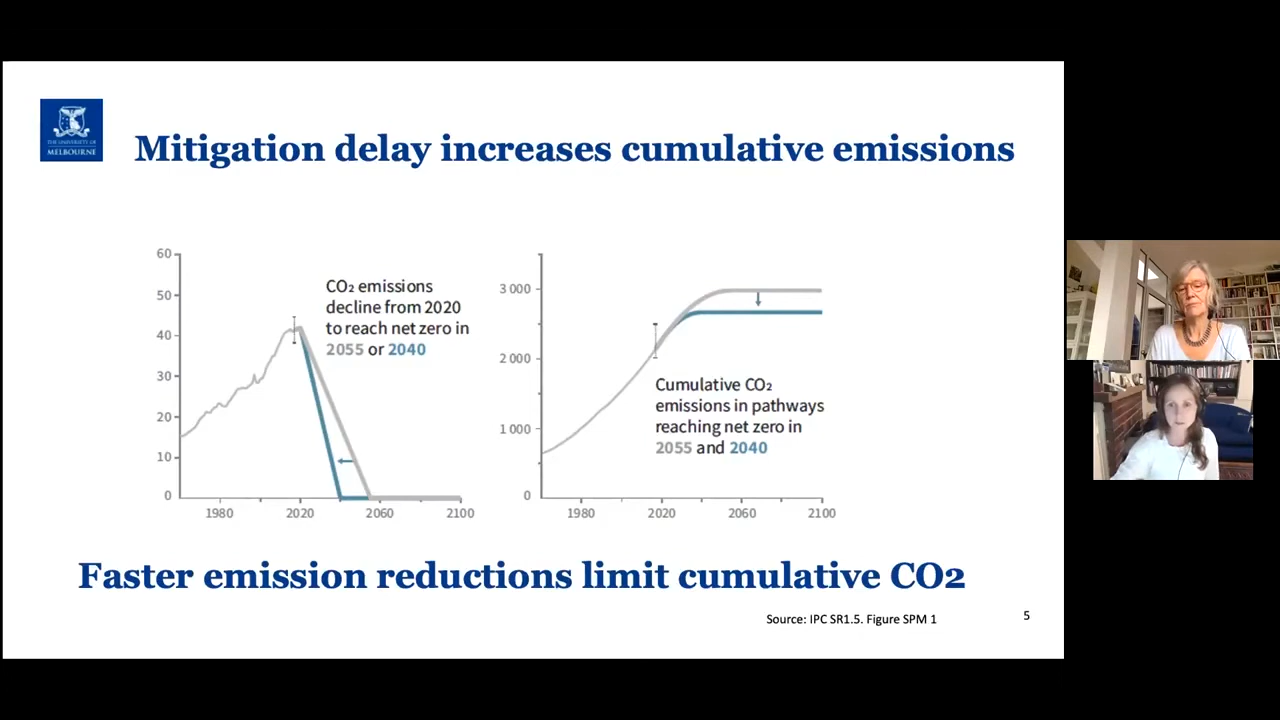 THE UNIVERSITY OF
MELBOURNE
Mitigation delay increases cumulative emissions
60
50
40
30
20
10
0
1980
2020
2060
2100
CO₂ emissions
decline from 2020
to reach net zero in
2055 or 2040
3 000
2 000
1 000
0
1980
2020
2060
2100
Cumulative CO₂
emissions in pathways
reaching net zero in
2055 and 2040
Faster emission reductions limit cumulative CO2
Source: IPC SR1.5. Figure SPM 1
5